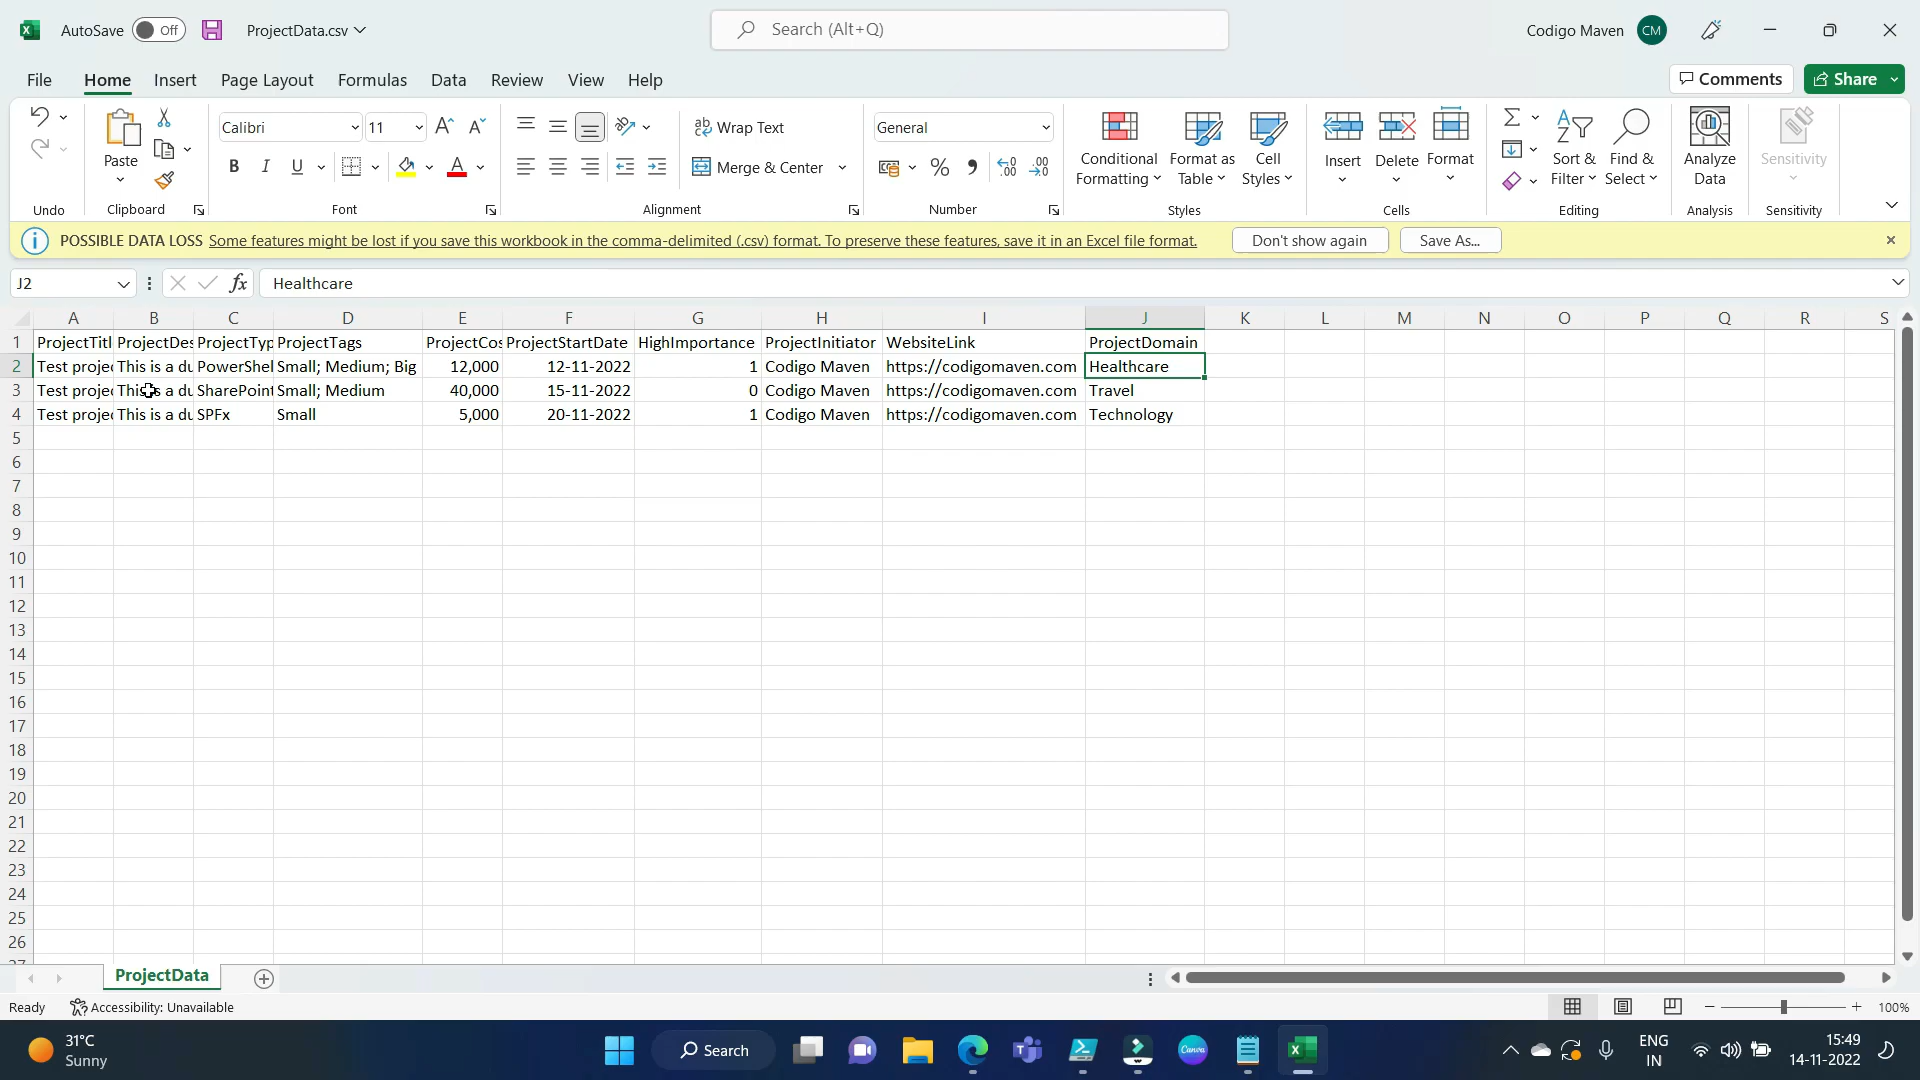 AutoSave Off ProjectData.csv Search (Alt+Q) Codigo Maven CM
File Home Insert Page Layout Formulas Data Review View Help Comments Share
Calibri 11 Wrap Text General
Paste B I U Merge & Center % Conditional Formatting Format as Table Cell Styles Insert Delete Format Sort & Filter Find & Select Analyze Data Sensitivity
Undo Clipboard Font Alignment Number Styles Cells Editing Analysis Sensitivity
POSSIBLE DATA LOSS Some features might be lost if you save this workbook in the comma-delimited (.csv) format. To preserve these features, save it in an Excel file format. Don't show again Save As...
J2 fx Healthcare
A B C D E F G H I J K L M N O P Q R S
1 ProjectTitl ProjectDes ProjectTyp ProjectTags ProjectCos ProjectStartDate HighImportance ProjectInitiator WebsiteLink ProjectDomain
2 Test projec This is a du PowerShel Small; Medium; Big 12,000 12-11-2022 1 Codigo Maven https://codigomaven.com Healthcare
3 Test projec This is a du SharePoint Small; Medium 40,000 15-11-2022 0 Codigo Maven https://codigomaven.com Travel
4 Test projec This is a du SPFx Small 5,000 20-11-2022 1 Codigo Maven https://codigomaven.com Technology
5
6
7
8
9
10
11
12
13
14
15
16
17
18
19
20
21
22
23
24
25
26
27
ProjectData
Ready Accessibility: Unavailable 100%
31°C Search ENG 15:49
Sunny IN 14-11-2022